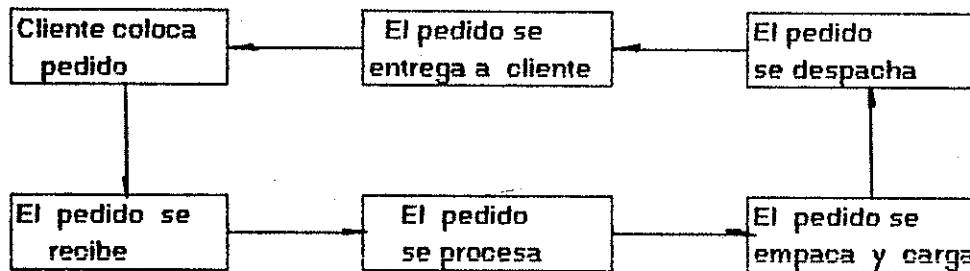 Cliente coloca
pedido
El pedido se
entrega a cliente
El pedido
se despacha
El pedido se
recibe
El pedido
se procesa
El pedido se
empaca y carga